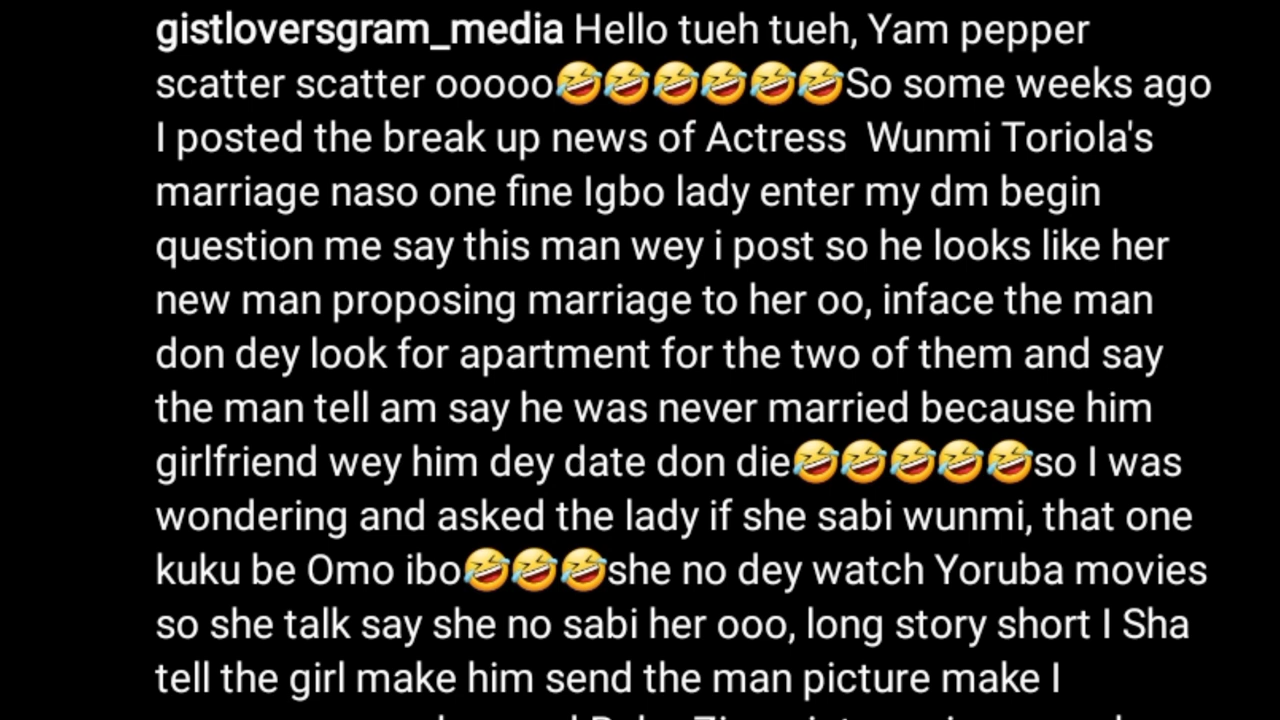 gistloversgram_media Hello tueh tueh, Yam pepper
scatter scatter ooooo🤣🤣🤣🤣🤣🤣So some weeks ago
I posted the break up news of Actress  Wunmi Toriola's
marriage naso one fine Igbo lady enter my dm begin
question me say this man wey i post so he looks like her
new man proposing marriage to her oo, inface the man
don dey look for apartment for the two of them and say
the man tell am say he was never married because him
girlfriend wey him dey date don die🤣🤣🤣🤣🤣so I was
wondering and asked the lady if she sabi wunmi, that one
kuku be Omo ibo🤣🤣🤣she no dey watch Yoruba movies
so she talk say she no sabi her ooo, long story short I Sha
tell the girl make him send the man picture make I